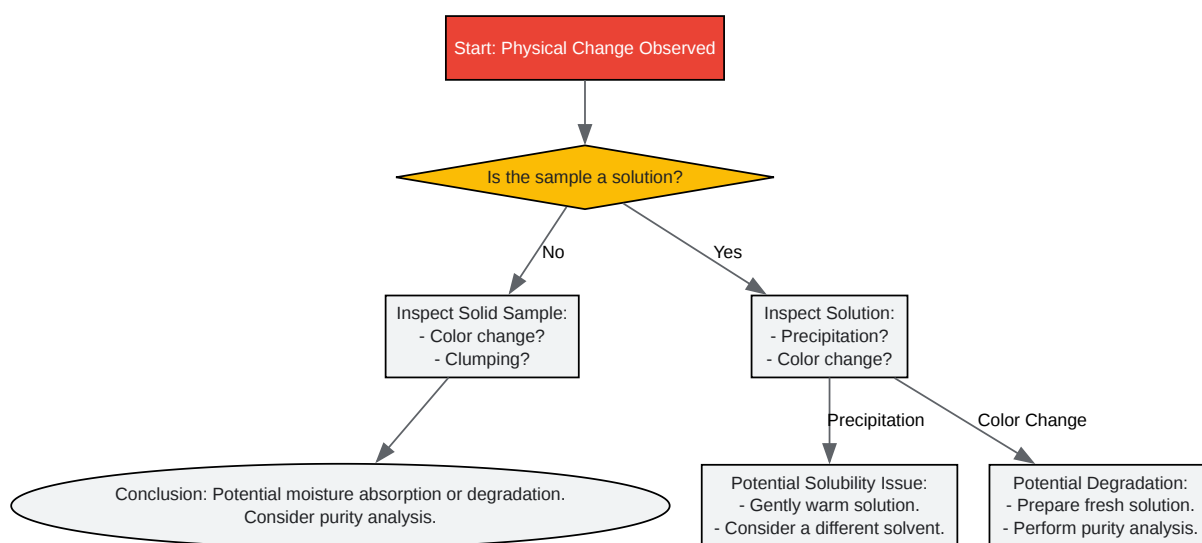 Start: Physical Change Observed
Is the sample a solution?
No
Yes
Inspect Solid Sample:
- Color change?
- Clumping?
Inspect Solution:
- Precipitation?
- Color change?
Precipitation
Color Change
Conclusion: Potential moisture absorption or degradation.
Consider purity analysis.
Potential Solubility Issue:
- Gently warm solution.
- Consider a different solvent.
Potential Degradation:
- Prepare fresh solution.
- Perform purity analysis.